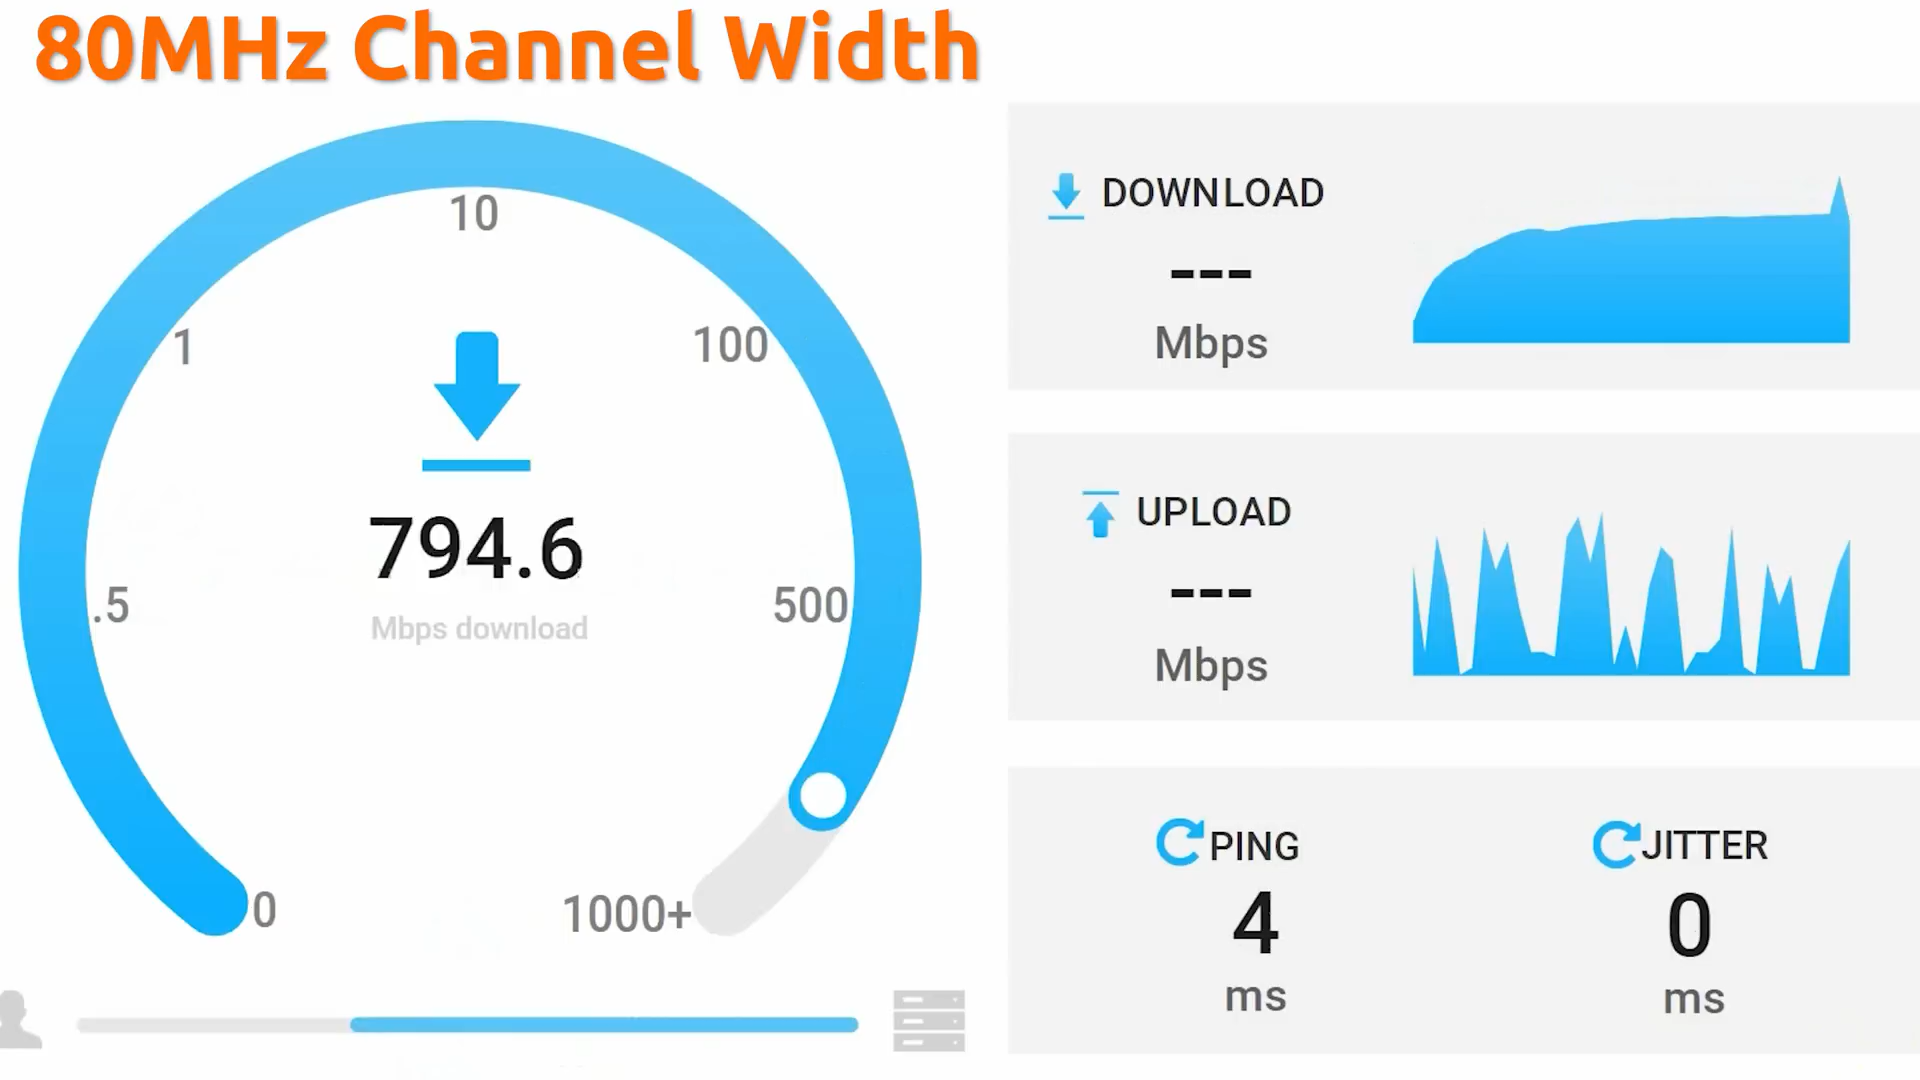 80MHz Channel Width
10
1
100
.5
500
0
1000+
794.6
Mbps download
DOWNLOAD
---
Mbps
UPLOAD
---
Mbps
PING
4
ms
JITTER
0
ms